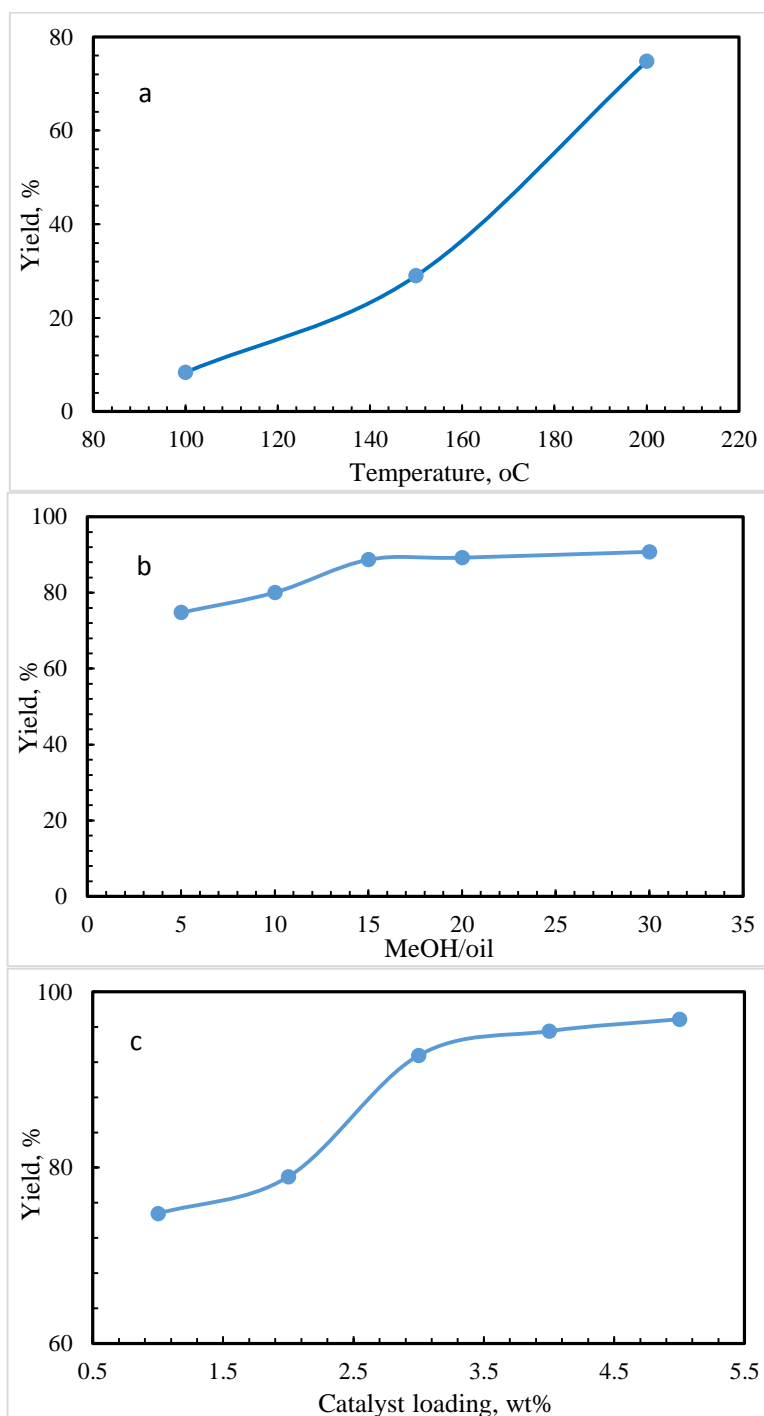 a
Yield, %
80
60
40
20
0
80 100 120 140 160 180 200 220
Temperature, oC
b
Yield, %
100
80
60
40
20
0
0 5 10 15 20 25 30 35
MeOH/oil
c
Yield, %
100
80
60
0.5 1.5 2.5 3.5 4.5 5.5
Catalyst loading, wt%